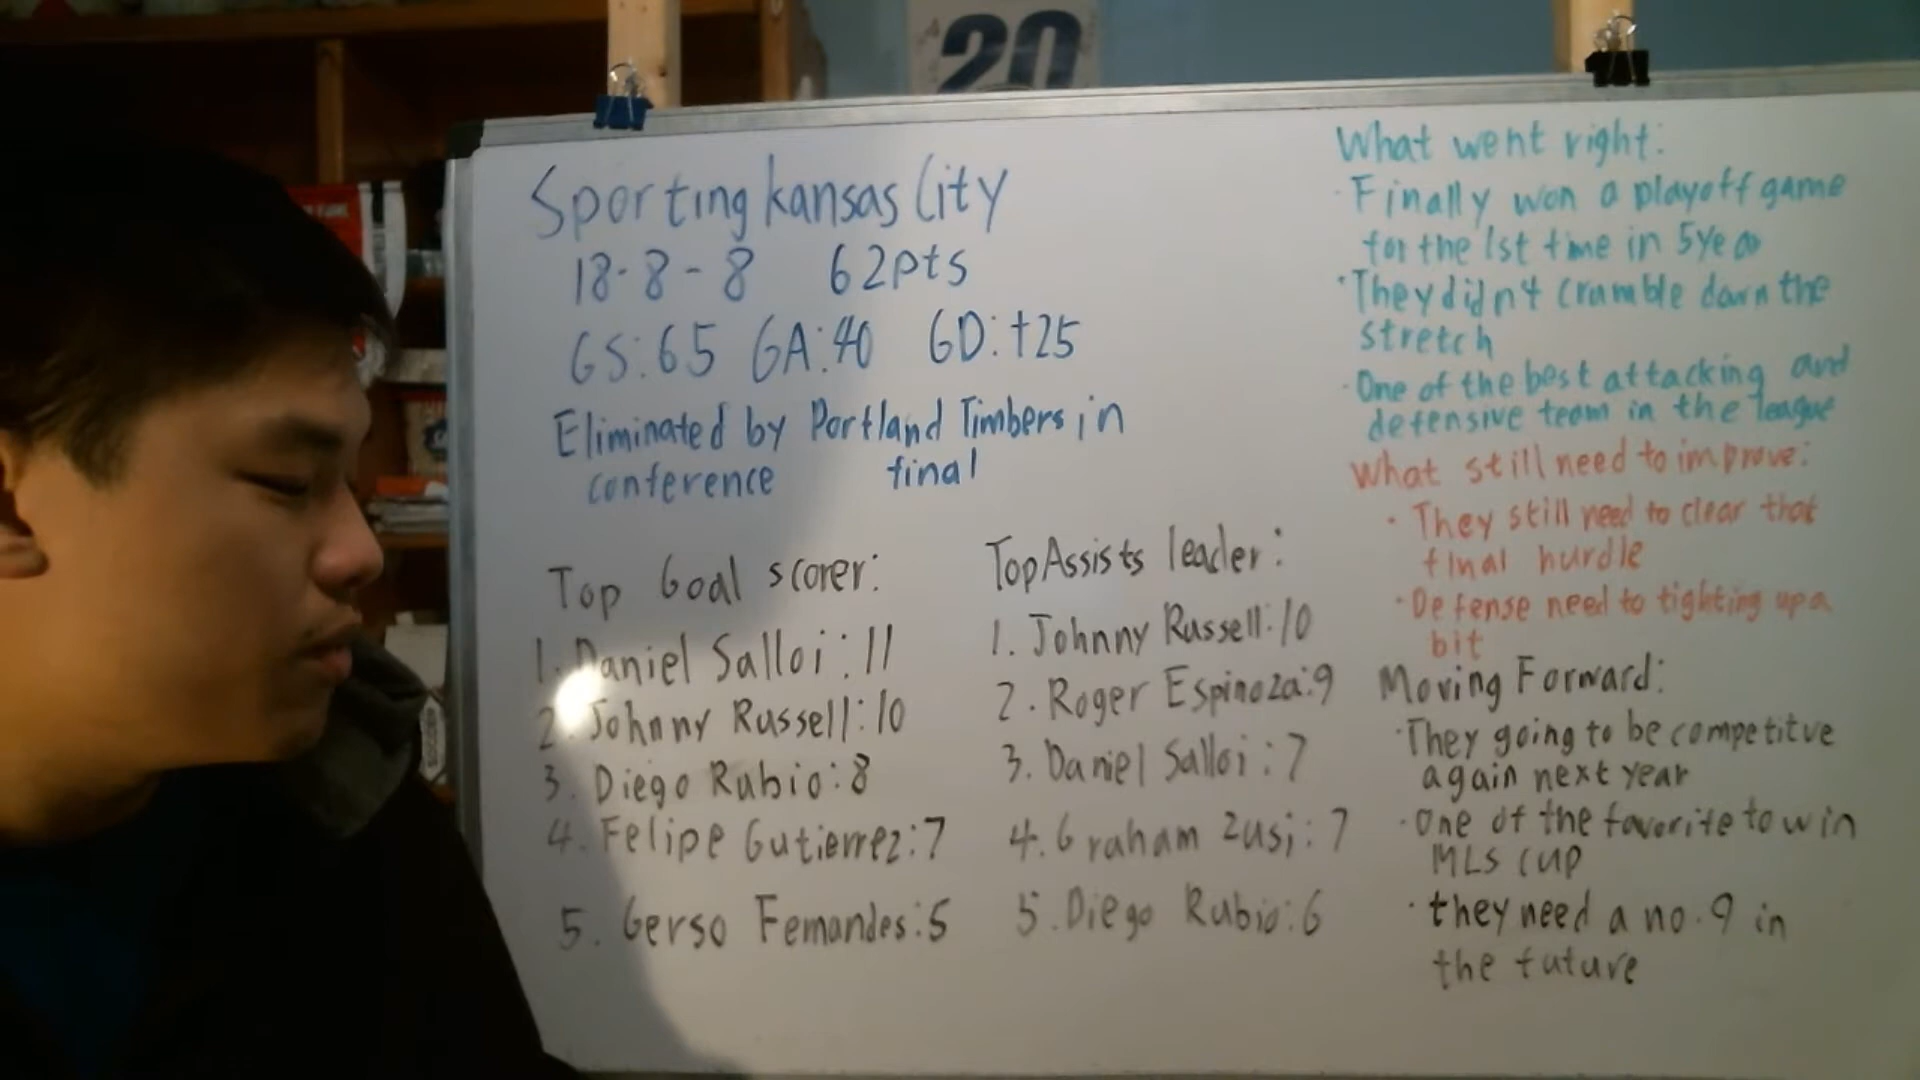 20
Sporting kansas City
18-8-8 62pts
GS:65 GA:40 GD:+25
Eliminated by Portland Timbers in
conference final
Top Goal scorer:
1. Daniel Salloi:11
2. Johnny Russell:10
3. Diego Rubio:8
4. Felipe Gutierrez:7
5. Gerso Fernandes:5
Top Assists leader:
1. Johnny Russell:10
2. Roger Espinoza:9
3. Daniel Salloi:7
4. Graham Zusi:7
5. Diego Rubio:6
What went right:
· Finally won a playoff game
for the 1st time in 5
· They didn't crumble down the
stretch
· One of the best attacking and
defensive team in the league
What still need to improve:
· They still need to clear that
final hurdle
· Defense need to tighting up a
bit
Moving Forward:
· They going to be competitve
again next year
· One of the favorite to win
MLS cup
· they need a no.9 in
the future